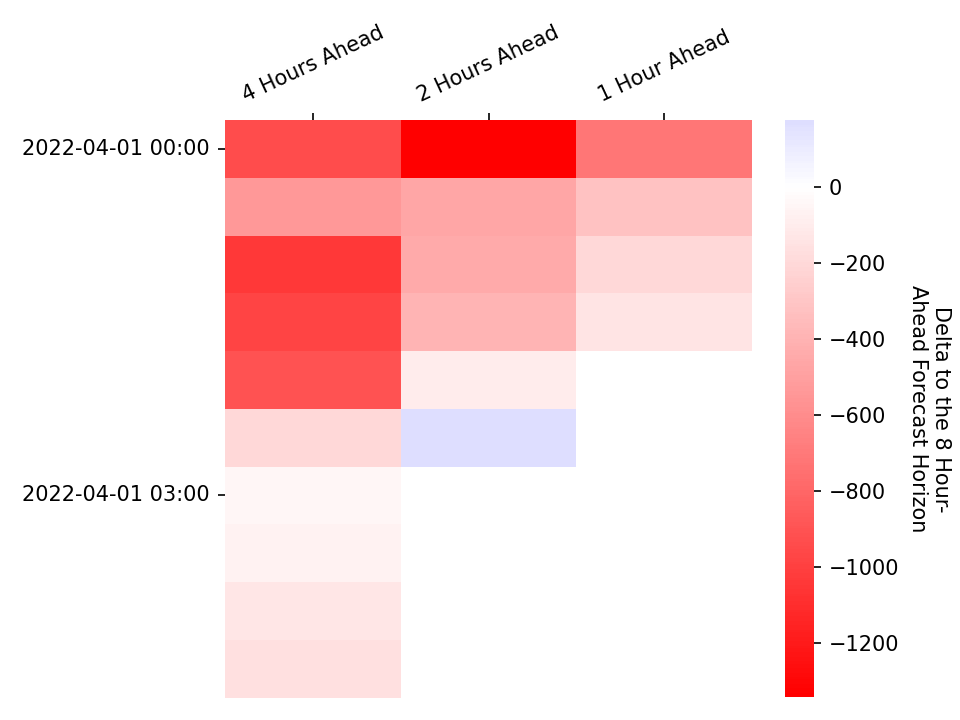 4 Hours Ahead
2 Hours Ahead
1 Hour Ahead
2022-04-01 00:00
2022-04-01 03:00
0
−200
−400
−600
−800
−1000
−1200
Delta to the 8 Hour-
Ahead Forecast Horizon